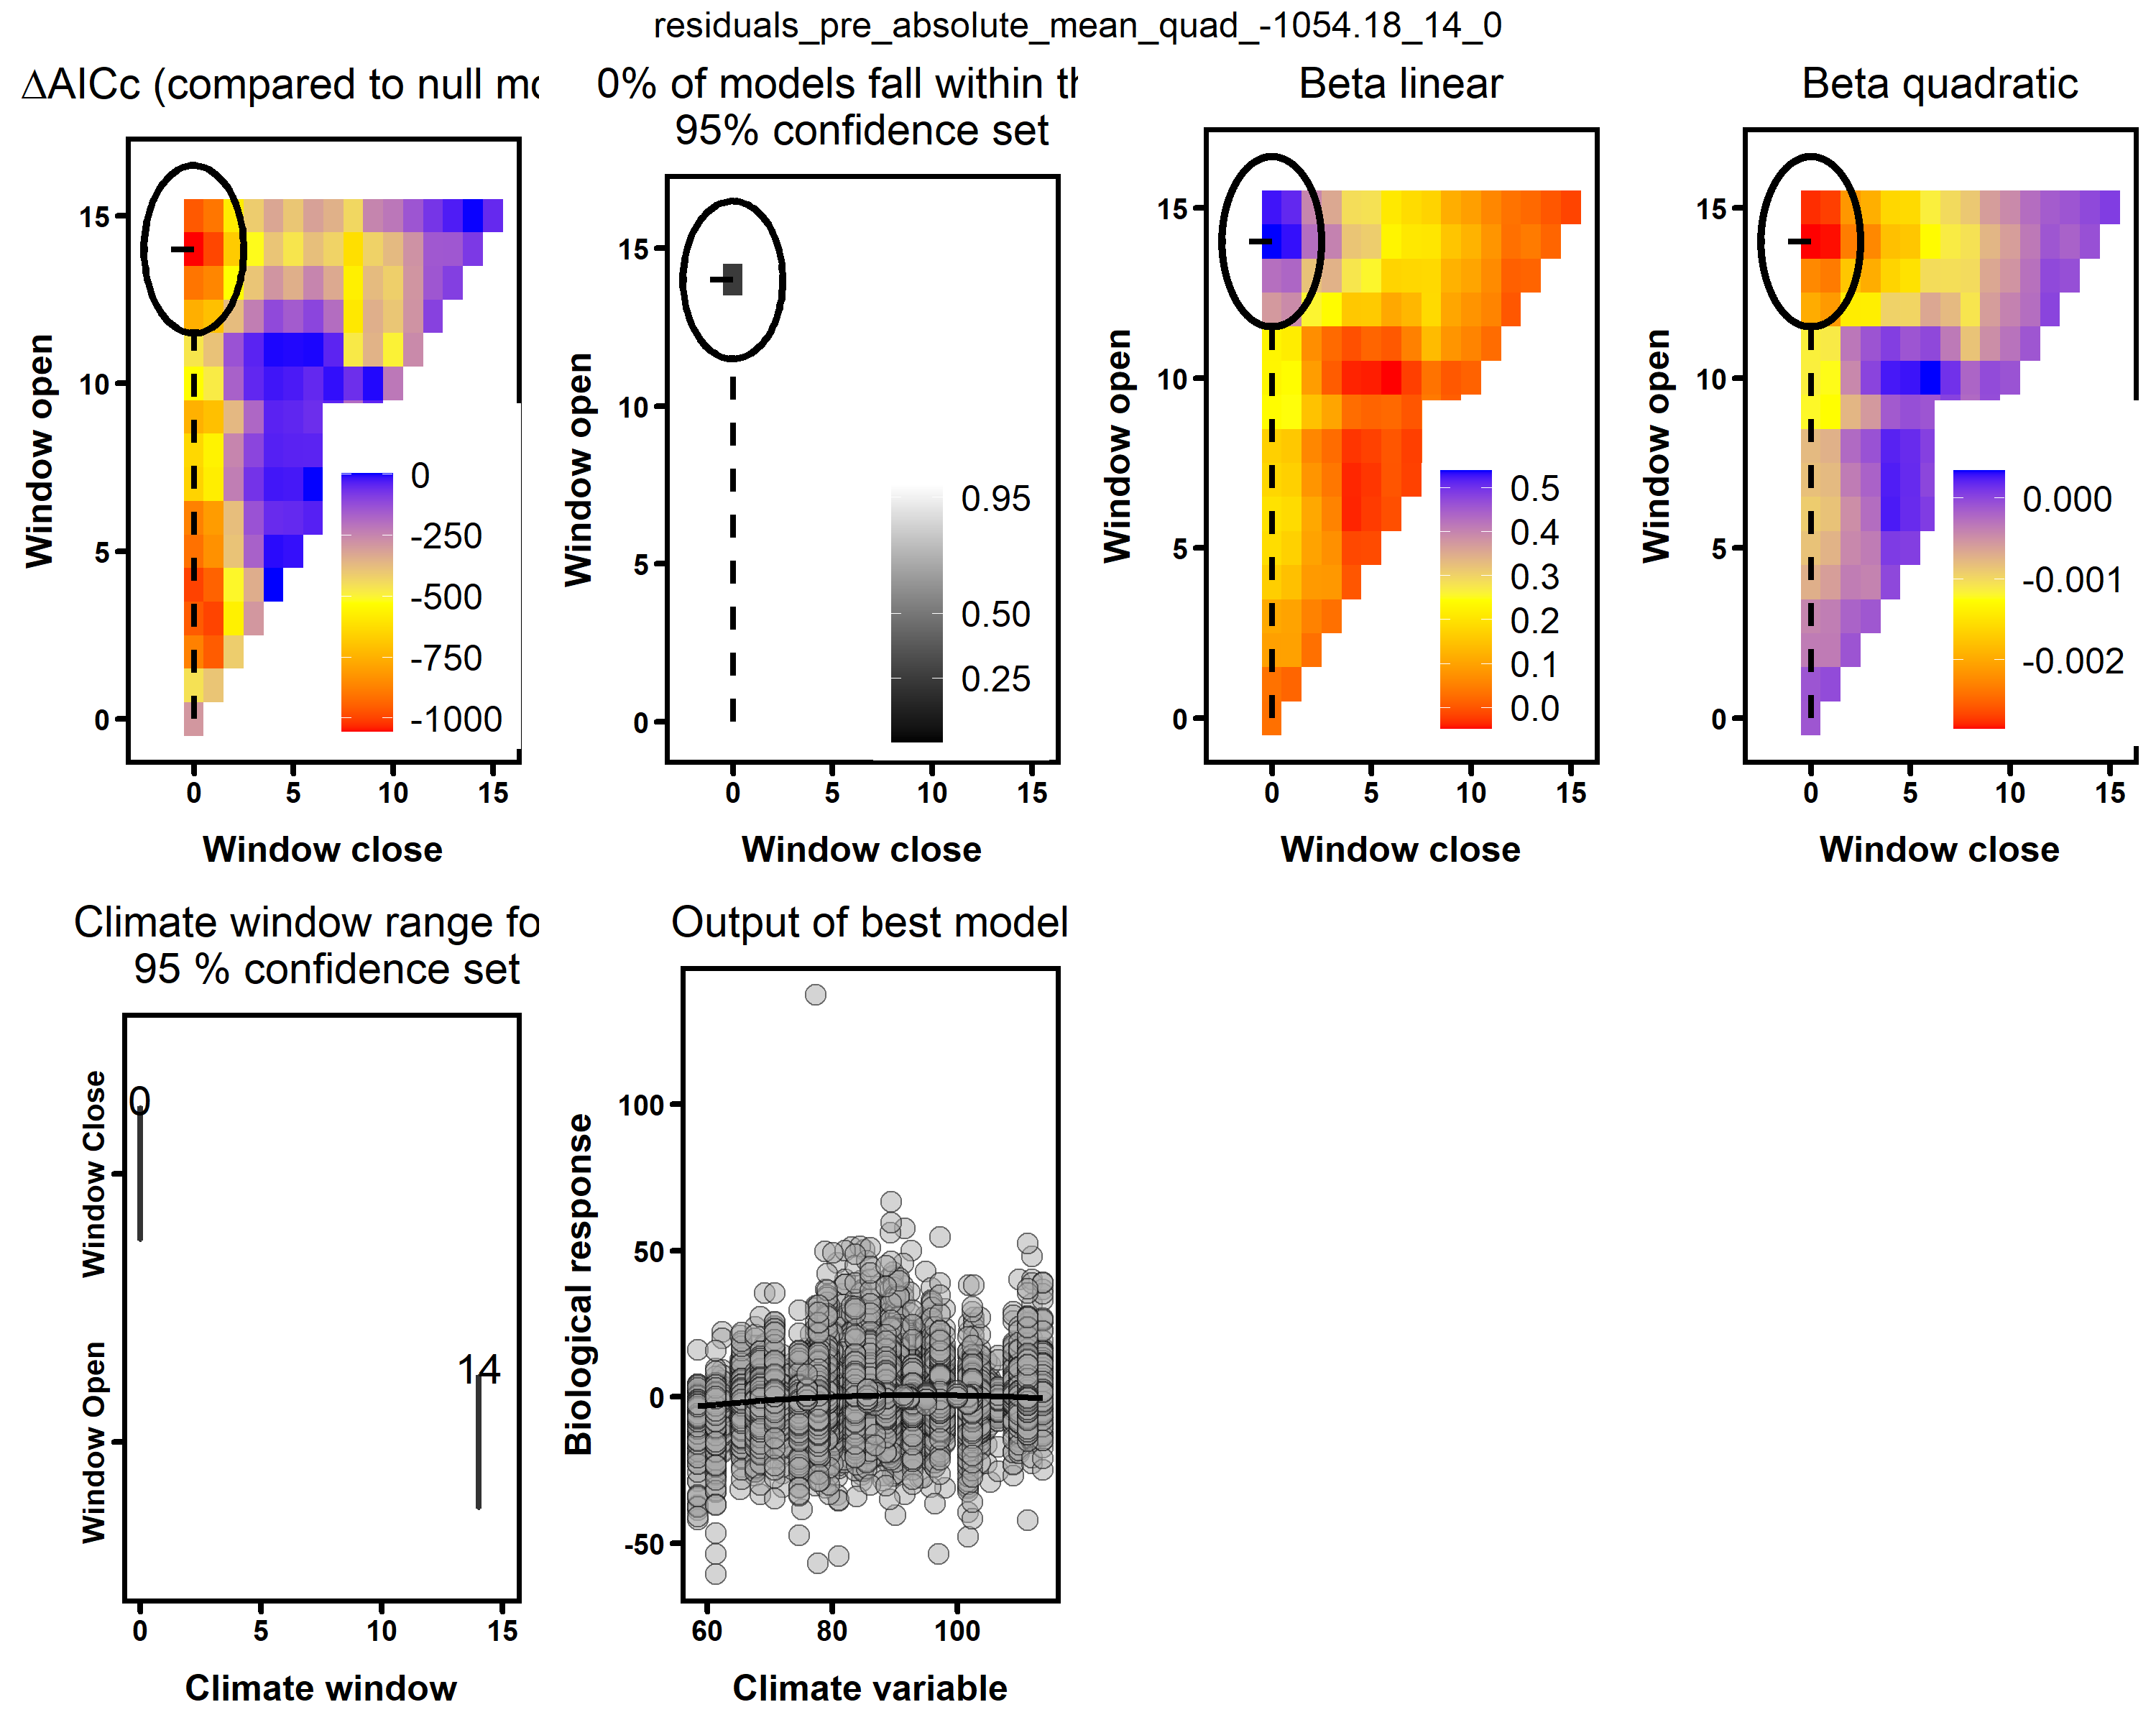 residuals_pre_absolute_mean_quad_-1054.18_14_0
ΔAICc (compared to null mo
Window open
15
10
5
0
0
-250
-500
-750
-1000
0 5 10 15
Window close
0% of models fall within th
95% confidence set
Window open
15
10
5
0
0.95
0.50
0.25
0 5 10 15
Window close
Beta linear
Window open
15
10
5
0
0.5
0.4
0.3
0.2
0.1
0.0
0 5 10 15
Window close
Beta quadratic
Window open
15
10
5
0
0.000
-0.001
-0.002
0 5 10 15
Window close
Climate window range fo
95 % confidence set
Window Close
Window Open
0
14
0 5 10 15
Climate window
Output of best model
Biological response
100
50
0
-50
60 80 100
Climate variable